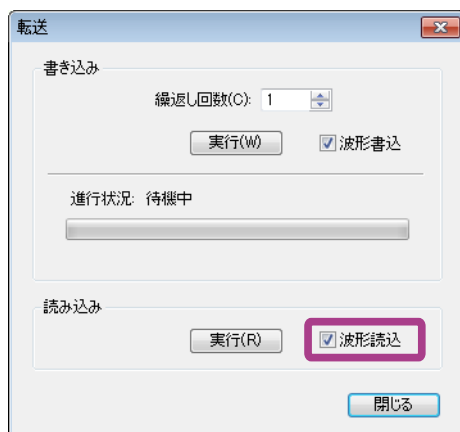 転送
書き込み
繰返し回数(C): 1
実行(W) 波形書込
進行状況: 待機中
読み込み
実行(R) 波形読込
閉じる